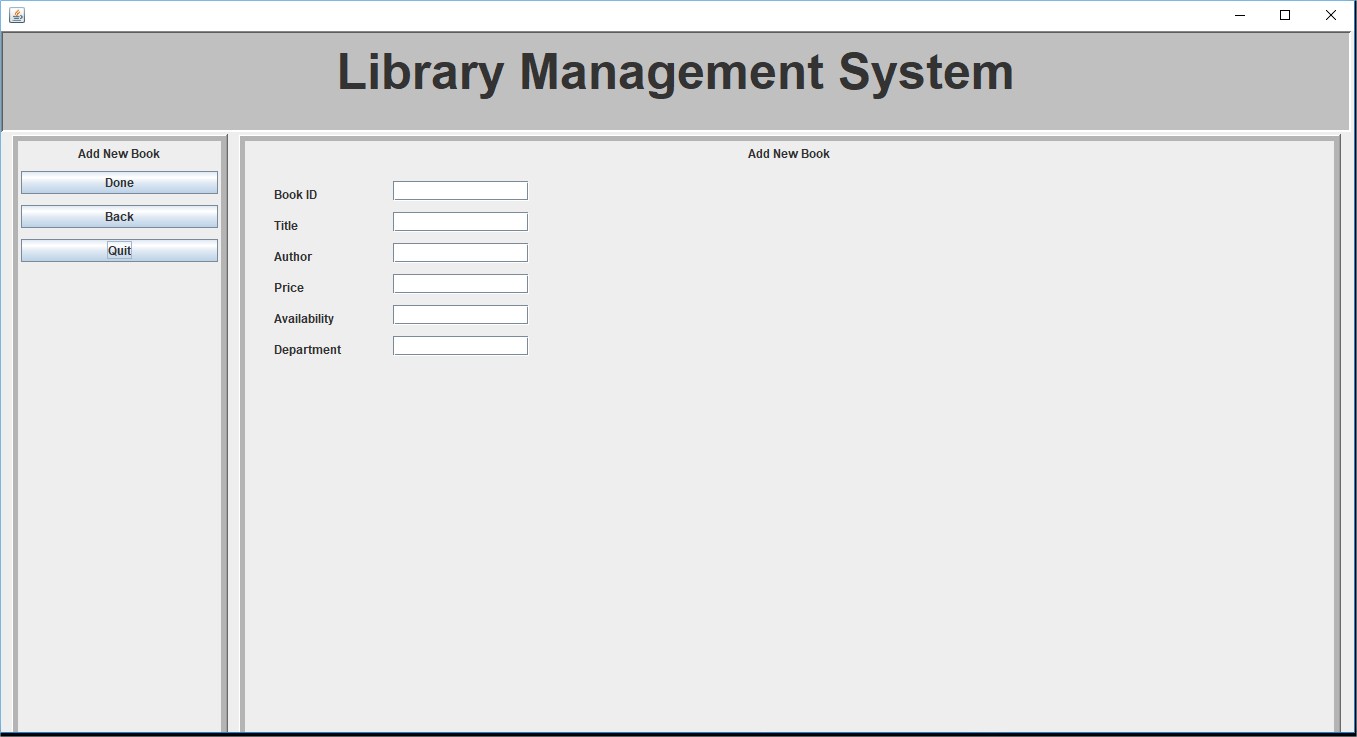 Library Management System
Add New Book
Done
Back
Quit
Add New Book
Book ID
Title
Author
Price
Availability
Department